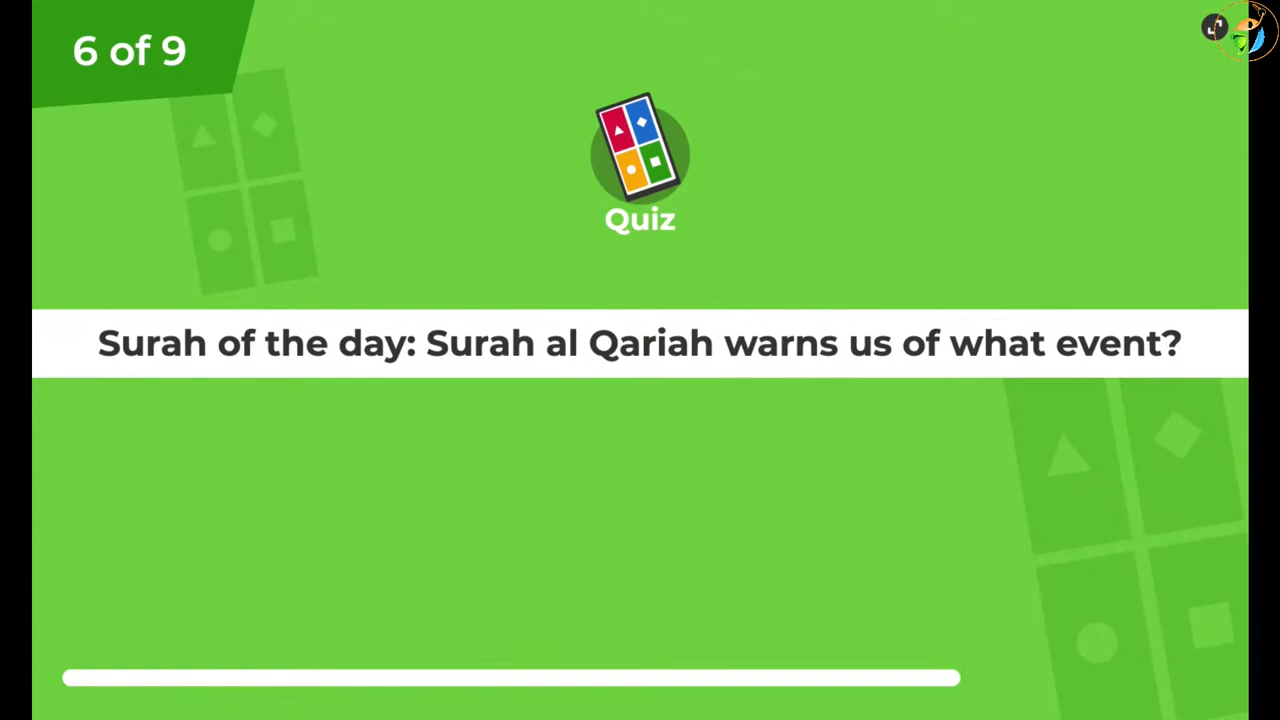 6 of 9
Quiz
Surah of the day: Surah al Qariah warns us of what event?